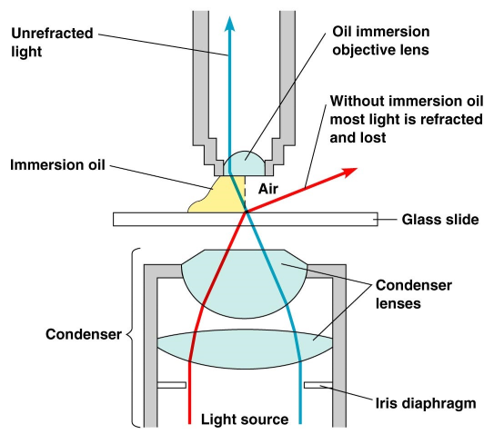 Unrefracted
light
Oil immersion
objective lens
Without immersion oil
most light is refracted
and lost
Immersion oil
Air
Glass slide
Condenser
lenses
Condenser
Iris diaphragm
Light source